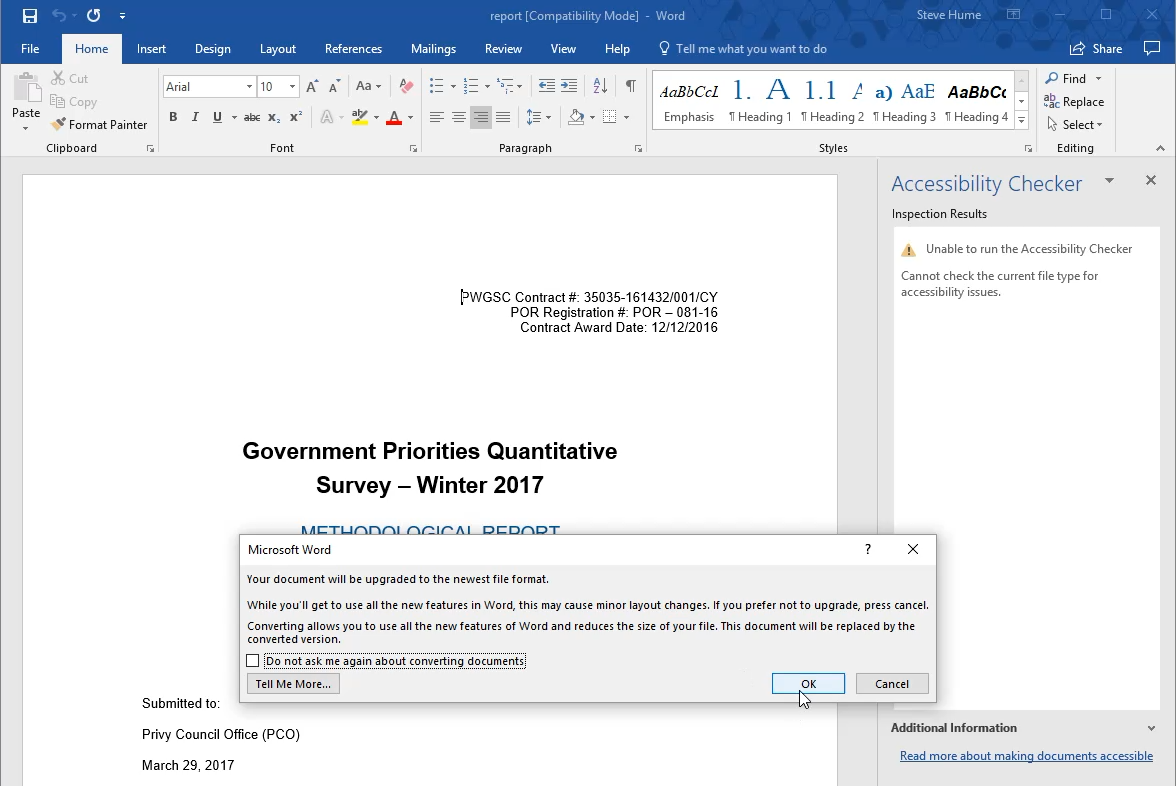 report [Compatibility Mode] - Word
Steve Hume
File Home Insert Design Layout References Mailings Review View Help Tell me what you want to do Share
Paste
Cut
Copy
Format Painter
Clipboard
Arial 10 Aa
B I U abc x₂ x²
Font
Paragraph
AaBbCcI 1. A 1.1 A a) AaE AaBbCc
Emphasis ¶ Heading 1 ¶ Heading 2 ¶ Heading 3 ¶ Heading 4
Styles
Find
Replace
Select
Editing
PWGSC Contract #: 35035-161432/001/CY
POR Registration #: POR – 081-16
Contract Award Date: 12/12/2016
Government Priorities Quantitative
Survey – Winter 2017
METHODOLOGICAL REPORT
Microsoft Word ?
Your document will be upgraded to the newest file format.
While you'll get to use all the new features in Word, this may cause minor layout changes. If you prefer not to upgrade, press cancel.
Converting allows you to use all the new features of Word and reduces the size of your file. This document will be replaced by the
converted version.
Do not ask me again about converting documents
Tell Me More... OK Cancel
Submitted to:
Privy Council Office (PCO)
March 29, 2017
Accessibility Checker
Inspection Results
Unable to run the Accessibility Checker
Cannot check the current file type for
accessibility issues.
Additional Information
Read more about making documents accessible